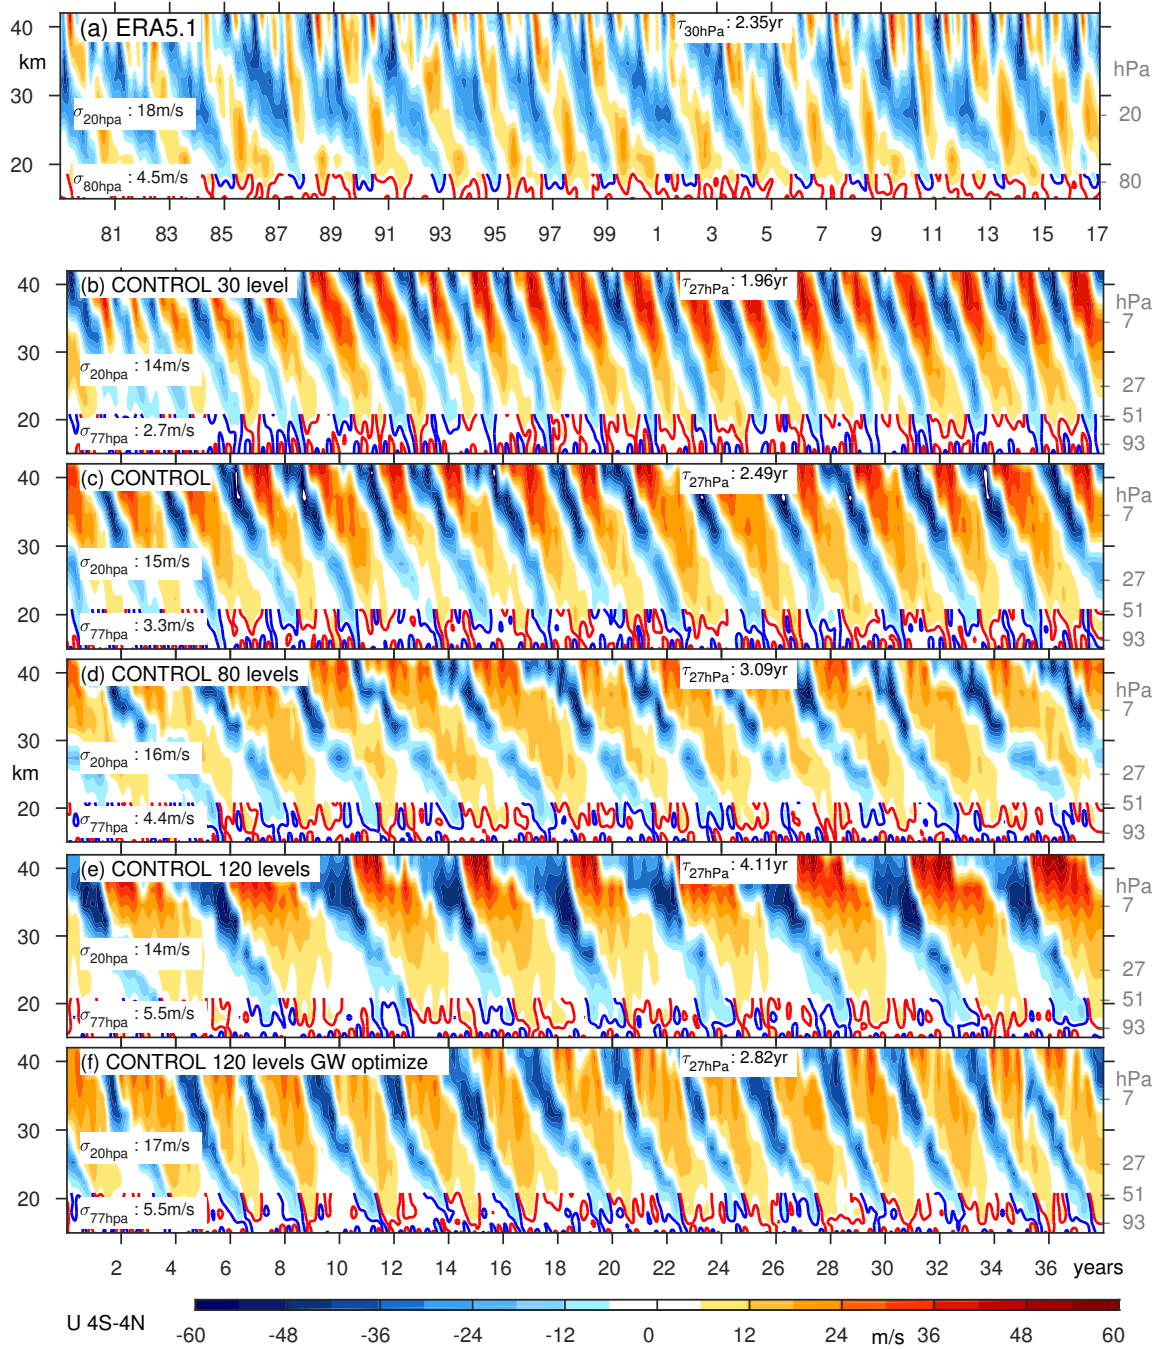 (a) ERA5.1
τ30hPa: 2.35yr
40
km
hPa
30
σ20hpa : 18m/s
20
20
σ80hpa : 4.5m/s
80
81 83 85 87 89 91 93 95 97 99 1 3 5 7 9 11 13 15 17
40
(b) CONTROL 30 level
τ27hPa: 1.96yr
hPa
7
30
σ20hpa : 14m/s
27
20
51
σ77hpa : 2.7m/s
93
40
(c) CONTROL
τ27hPa: 2.49yr
hPa
7
30
σ20hpa : 15m/s
27
20
51
σ77hpa : 3.3m/s
93
40
(d) CONTROL 80 levels
τ27hPa: 3.09yr
hPa
7
30
σ20hpa : 16m/s
km
27
20
51
σ77hpa : 4.4m/s
93
40
(e) CONTROL 120 levels
τ27hPa: 4.11yr
hPa
7
30
σ20hpa : 14m/s
27
20
51
σ77hpa : 5.5m/s
93
40
(f) CONTROL 120 levels GW optimize
τ27hPa: 2.82yr
hPa
7
30
σ20hpa : 17m/s
27
20
51
σ77hpa : 5.5m/s
93
2 4 6 8 10 12 14 16 18 20 22 24 26 28 30 32 34 36 years
U 4S-4N
-60 -48 -36 -24 -12 0 12 24 m/s 36 48 60